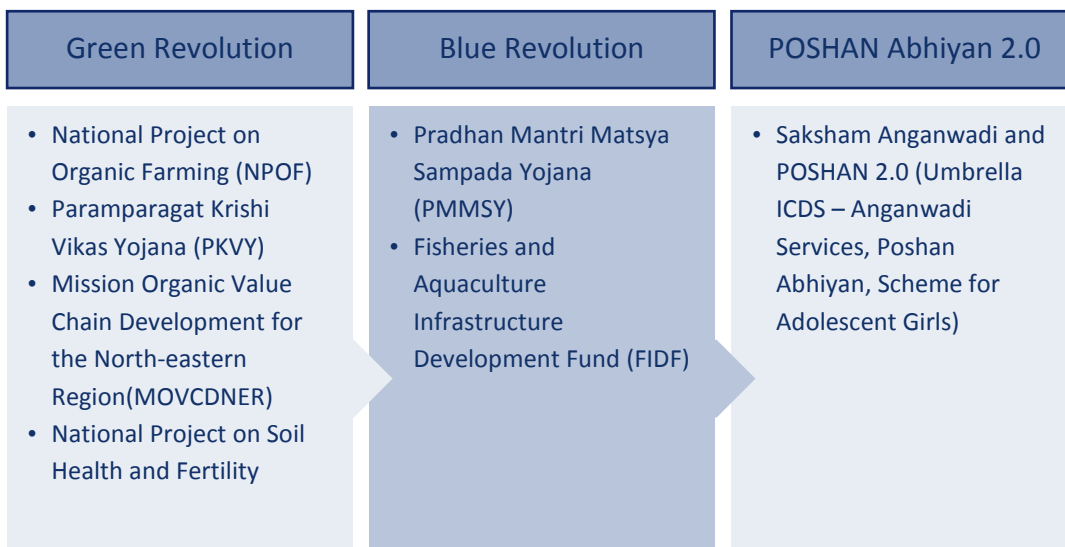 Green Revolution
• National Project on
Organic Farming (NPOF)
• Paramparagat Krishi
Vikas Yojana (PKVY)
• Mission Organic Value
Chain Development for
the North-eastern
Region(MOVCDNER)
• National Project on Soil
Health and Fertility
Blue Revolution
• Pradhan Mantri Matsya
Sampada Yojana
(PMMSY)
• Fisheries and
Aquaculture
Infrastructure
Development Fund (FIDF)
POSHAN Abhiyan 2.0
• Saksham Anganwadi and
POSHAN 2.0 (Umbrella
ICDS – Anganwadi
Services, Poshan
Abhiyan, Scheme for
Adolescent Girls)